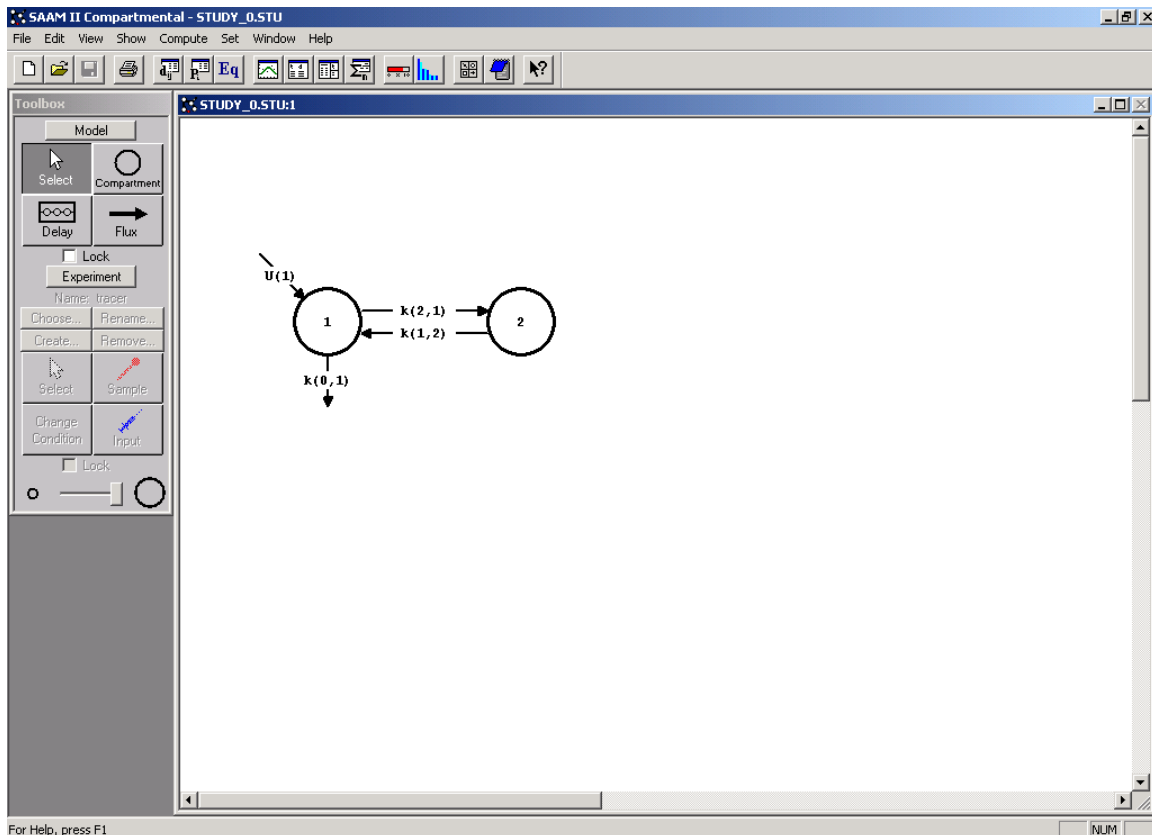 SAAM II Compartmental - STUDY_0.STU
File Edit View Show Compute Set Window Help
Eq
Toolbox
Model
Select Compartment
Delay Flux
Lock
Experiment
Name: tracer
Choose... Rename...
Create... Remove...
Select Sample
Change Condition Input
Lock
STUDY_0.STU:1
U(1)
1
k(2,1)
k(1,2)
2
k(0,1)
For Help, press F1
NUM